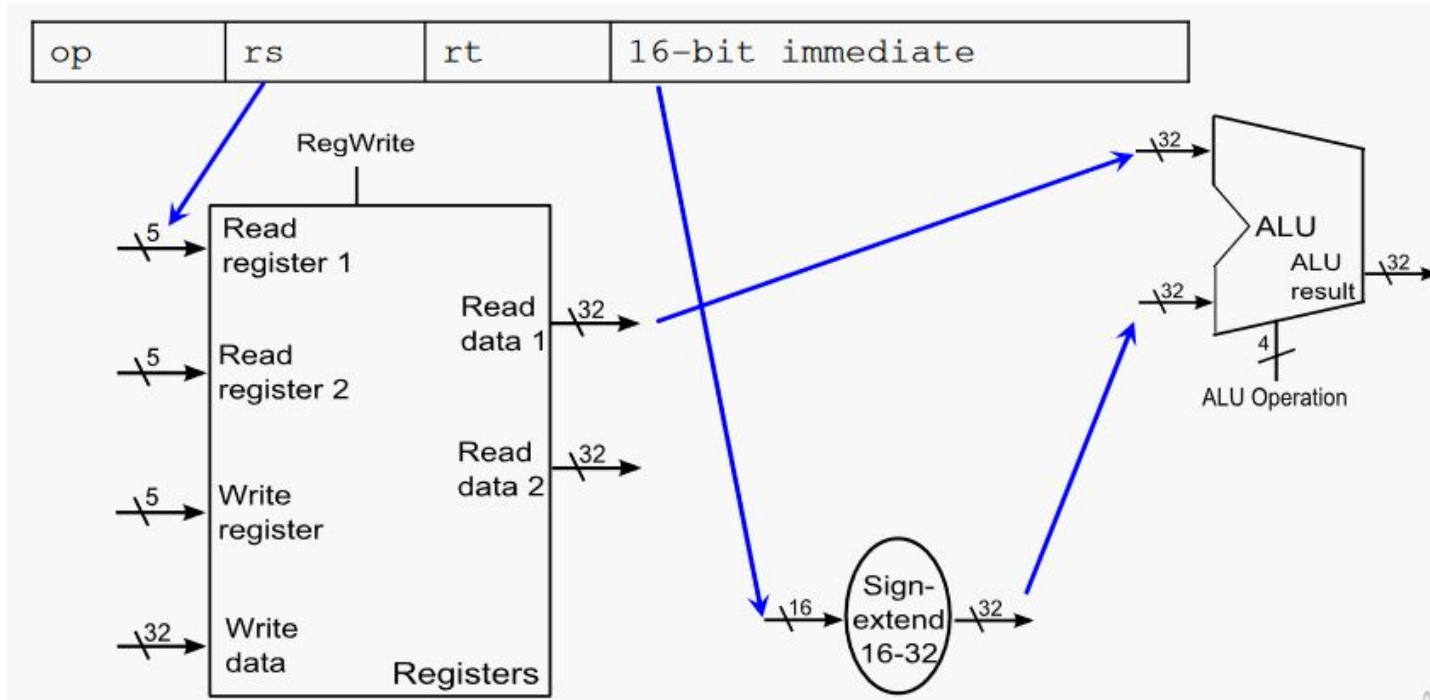 op rs rt 16-bit immediate
RegWrite
32
5
Read
register 1
ALU
32
ALU
result
32
Read
data 1
32
5
Read
register 2
4
ALU Operation
Read
data 2
32
5
Write
register
Sign-
extend
16-32
16
32
32
Write
data
Registers